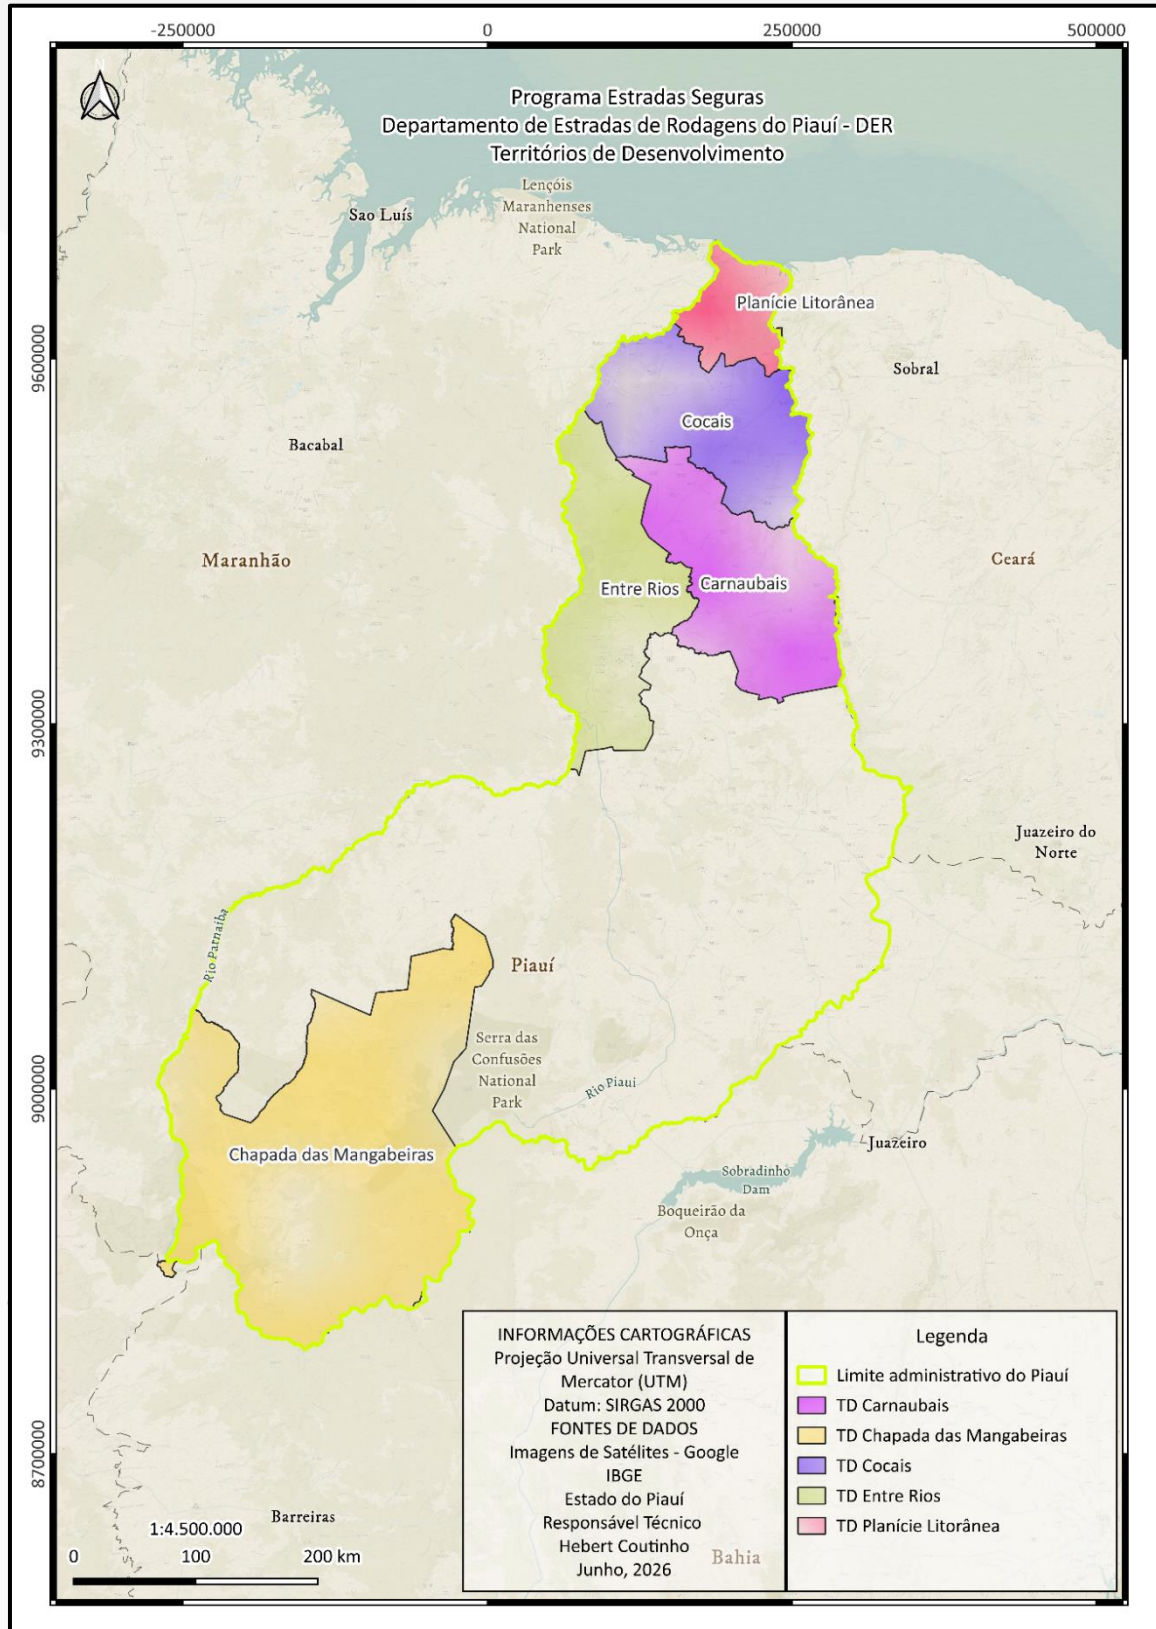 -250000
0
250000
500000
N
Programa Estradas Seguras
Departamento de Estradas de Rodagens do Piauí - DER
Territórios de Desenvolvimento
Lençóis
Maranhenses
National
Park
Sao Luís
Planície Litorânea
9600000
Sobral
Cocais
Bacabal
Maranhão
Ceará
Entre Rios
Carnaubais
9300000
Juazeiro do
Norte
Rio Parnaíba
Piauí
Serra das
Confusões
National
Park
9000000
Rio Piauí
Juazeiro
Chapada das Mangabeiras
Sobradinho
Dam
Boqueirão da
Onça
8700000
Barreiras
Bahia
1:4.500.000
0
100
200 km
INFORMAÇÕES CARTOGRÁFICAS
Projeção Universal Transversal de
Mercator (UTM)
Datum: SIRGAS 2000
FONTES DE DADOS
Imagens de Satélites - Google
IBGE
Estado do Piauí
Responsável Técnico
Hebert Coutinho
Junho, 2026
Legenda
Limite administrativo do Piauí
TD Carnaubais
TD Chapada das Mangabeiras
TD Cocais
TD Entre Rios
TD Planície Litorânea